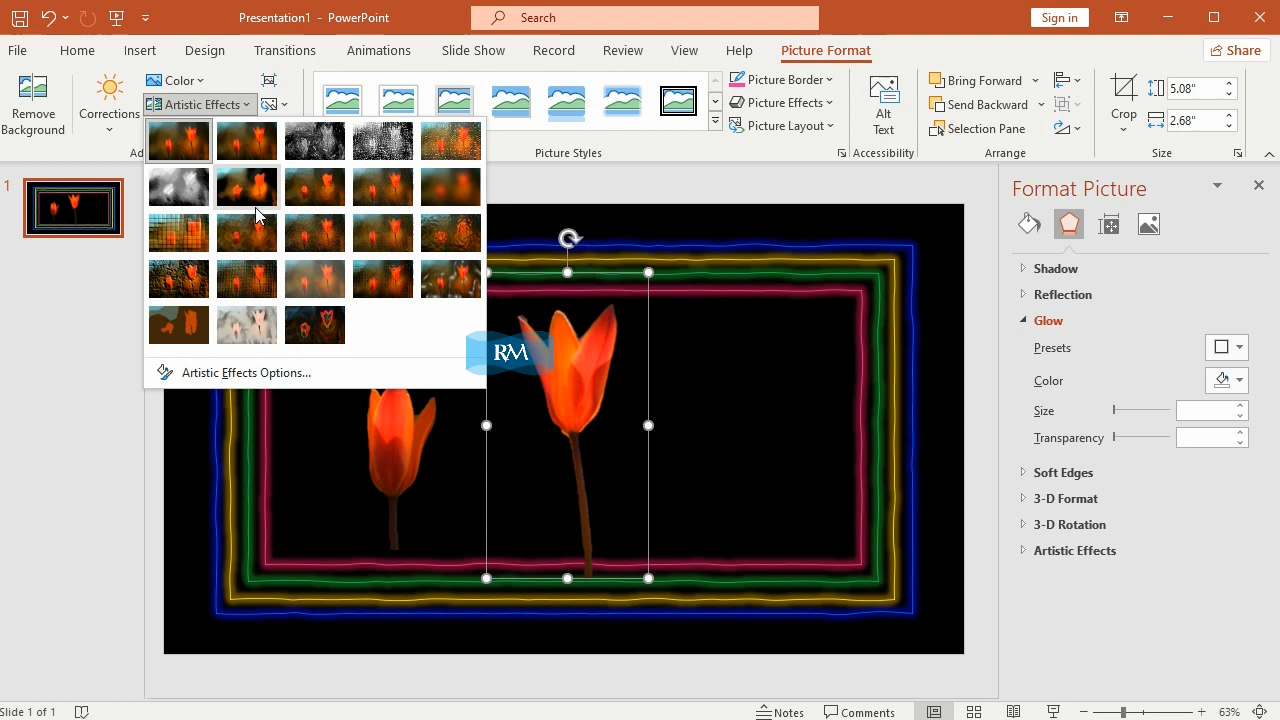 Presentation1 - PowerPoint
Search
Sign in
File Home Insert Design Transitions Animations Slide Show Record Review View Help Picture Format
Share
Remove Background
Corrections
Color
Artistic Effects
Picture Border
Picture Effects
Picture Layout
Alt Text
Bring Forward
Send Backward
Selection Pane
Crop
5.08"
2.68"
Ad
Picture Styles
Accessibility
Arrange
Size
1
Artistic Effects Options...
RM
Format Picture
Shadow
Reflection
Glow
Presets
Color
Size
Transparency
Soft Edges
3-D Format
3-D Rotation
Artistic Effects
Slide 1 of 1
Notes
Comments
63%